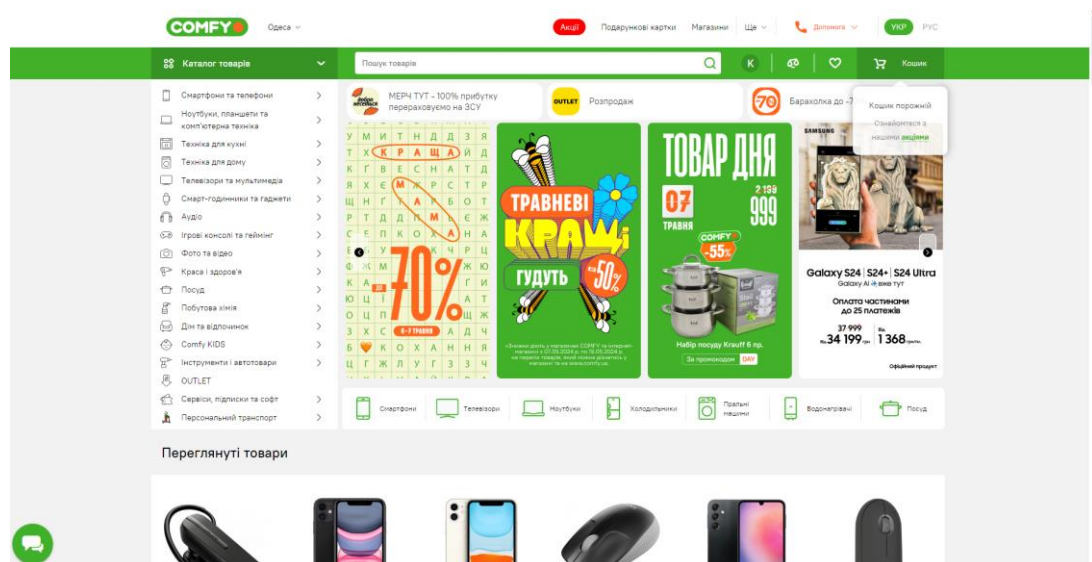 COMFY
Одеса
Акції
Подарункові картки
Магазини
Ще
Допомога
УКР
РУС
Каталог товарів
Пошук товарів
K
Кошик
Кошик порожній
Ознайомтеся з
нашими акціями
Смартфони та телефони
Ноутбуки, планшети та
комп'ютерна техніка
Техніка для кухні
Техніка для дому
Телевізори та мультимедіа
Смарт-годинники та гаджети
Аудіо
Ігрові консолі та геймінг
Фото та відео
Краса і здоров'я
Посуд
Побутова хімія
Дім та відпочинок
Comfy KIDS
Інструменти і автотовари
OUTLET
Сервіси, підписки та софт
Персональний транспорт
МЕРЧ ТУТ - 100% прибутку
перераховуємо на ЗСУ
OUTLET
Розпродаж
-70
Барахолка до
КРАЩА
МАМА
ДО
70%
6-7 ТРАВНЯ
ТРАВНЕВІ
КРАЩі
ГУДУТЬ
до -50%
ТОВАР ДНЯ
07
ТРАВНЯ
2 199
999
COMFY
-55%
Набір посуду Krauff 6 пр.
За промокодом DAY
SAMSUNG
Galaxy S24 | S24+ | S24 Ultra
Galaxy AI вже тут
Оплата частинами
до 25 платежів
37 999
34 199 грн
1 368
Офіційний продукт
Смартфони
Телевізори
Ноутбуки
Холодильники
Пральні
машини
Водонагрівачі
Посуд
Переглянуті товари